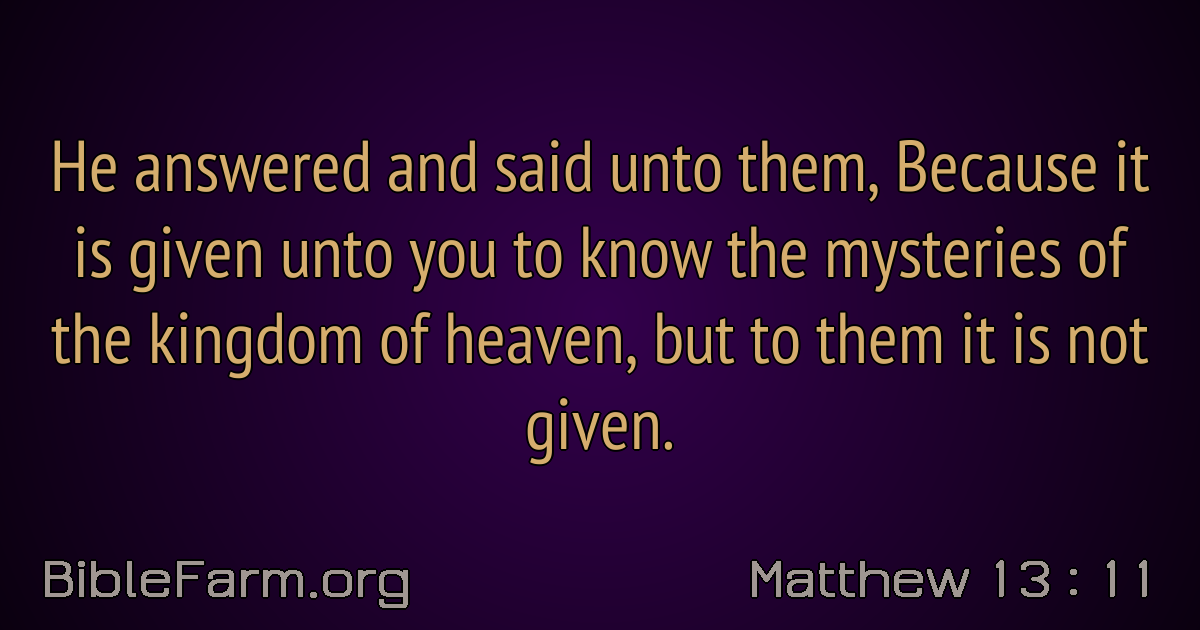 He answered and said unto them, Because it
is given unto you to know the mysteries of
the kingdom of heaven, but to them it is not
given.
BibleFarm.org
Matthew 13 : 11